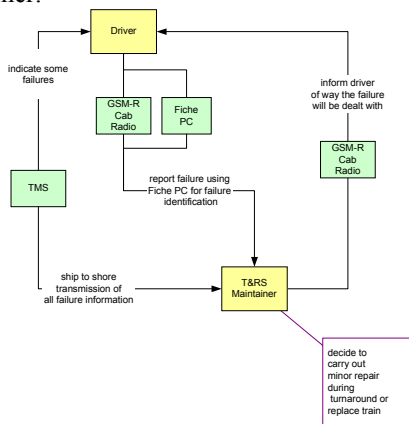 Driver
indicate some
failures
GSM-R
Cab
Radio
Fiche
PC
inform driver
of way the failure
will be dealt with
GSM-R
Cab
Radio
TMS
report failure using
Fiche PC for failure
identification
ship to shore
transmission of
all failure information
T&RS
Maintainer
decide to
carry out
minor repair
during
turnaround or
replace train